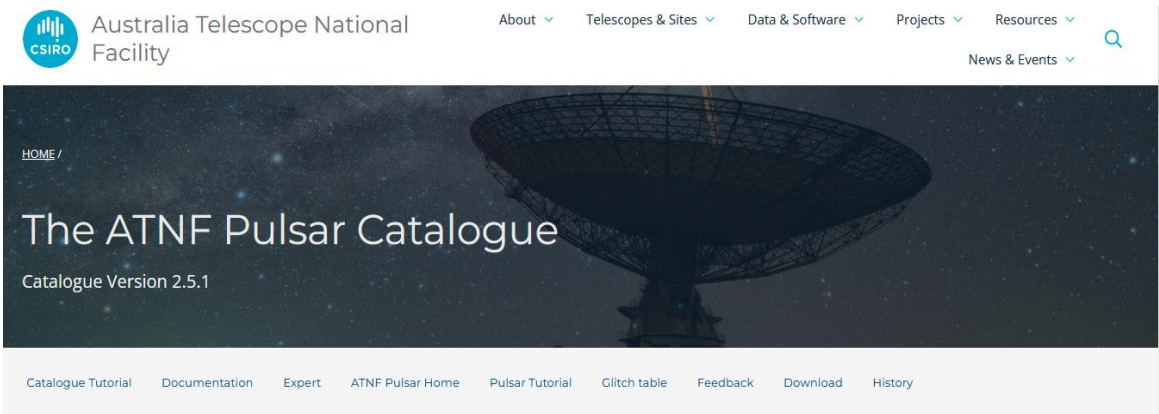 CSIRO
Australia Telescope National
Facility
About Telescopes & Sites Data & Software Projects Resources
News & Events
HOME /
The ATNF Pulsar Catalogue
Catalogue Version 2.5.1
Catalogue Tutorial Documentation Expert ATNF Pulsar Home Pulsar Tutorial Glitch table Feedback Download History